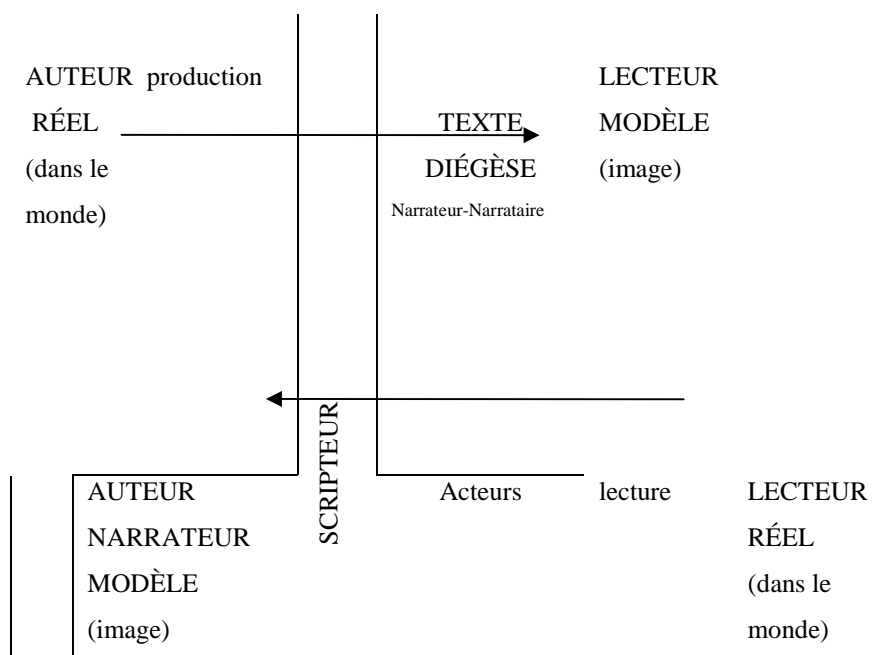 AUTEUR production LECTEUR
RÉEL TEXTE MODÈLE
(dans le DIÉGÈSE (image)
monde) Narrateur-Narrataire
SCRIPTEUR
AUTEUR Acteurs lecture LECTEUR
NARRATEUR RÉEL
MODÈLE (dans le
(image) monde)